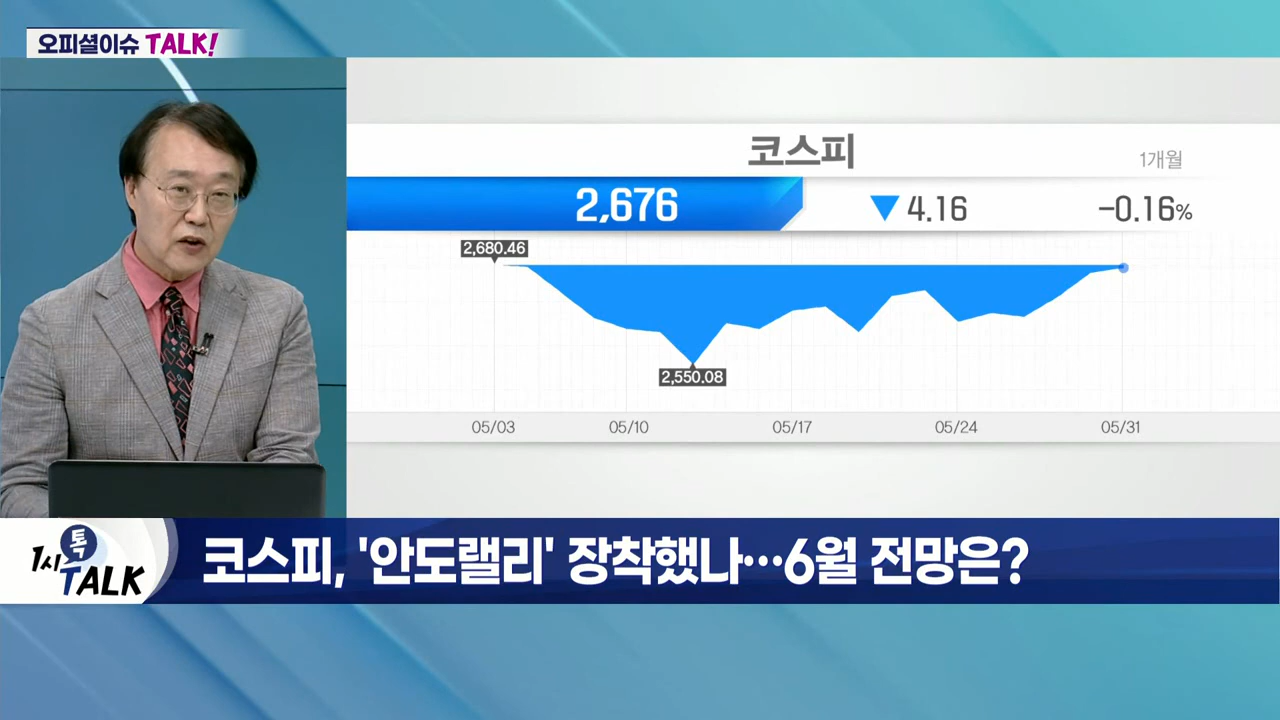 오피셜이슈 TALK!
코스피
1개월
2,676 ▼ 4.16 -0.16%
2,680.46
2,550.08
05/03 05/10 05/17 05/24 05/31
1시톡 TALK
코스피, '안도랠리' 장착했나…6월 전망은?